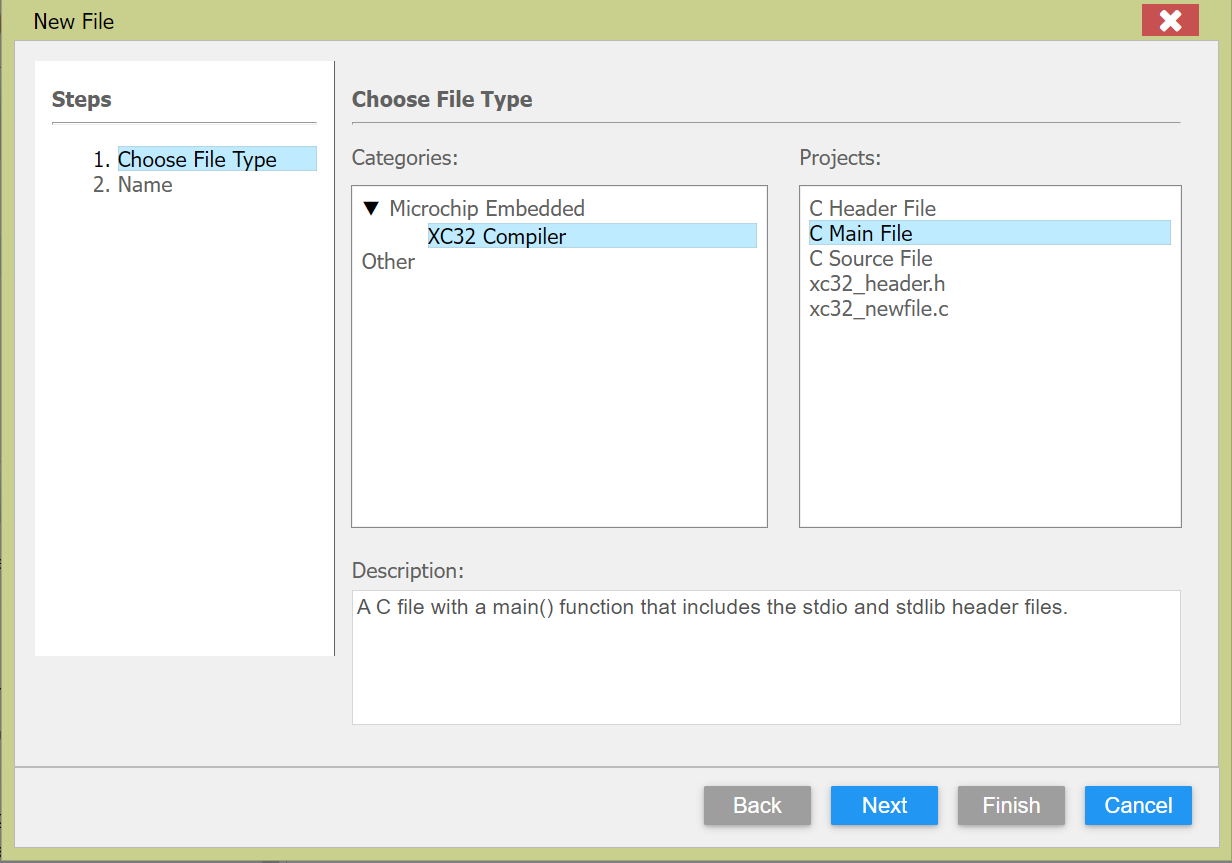 New File
Steps
1. Choose File Type
2. Name
Choose File Type
Categories:
Microchip Embedded
XC32 Compiler
Other
Projects:
C Header File
C Main File
C Source File
xc32_header.h
xc32_newfile.c
Description:
A C file with a main() function that includes the stdio and stdlib header files.
Back
Next
Finish
Cancel